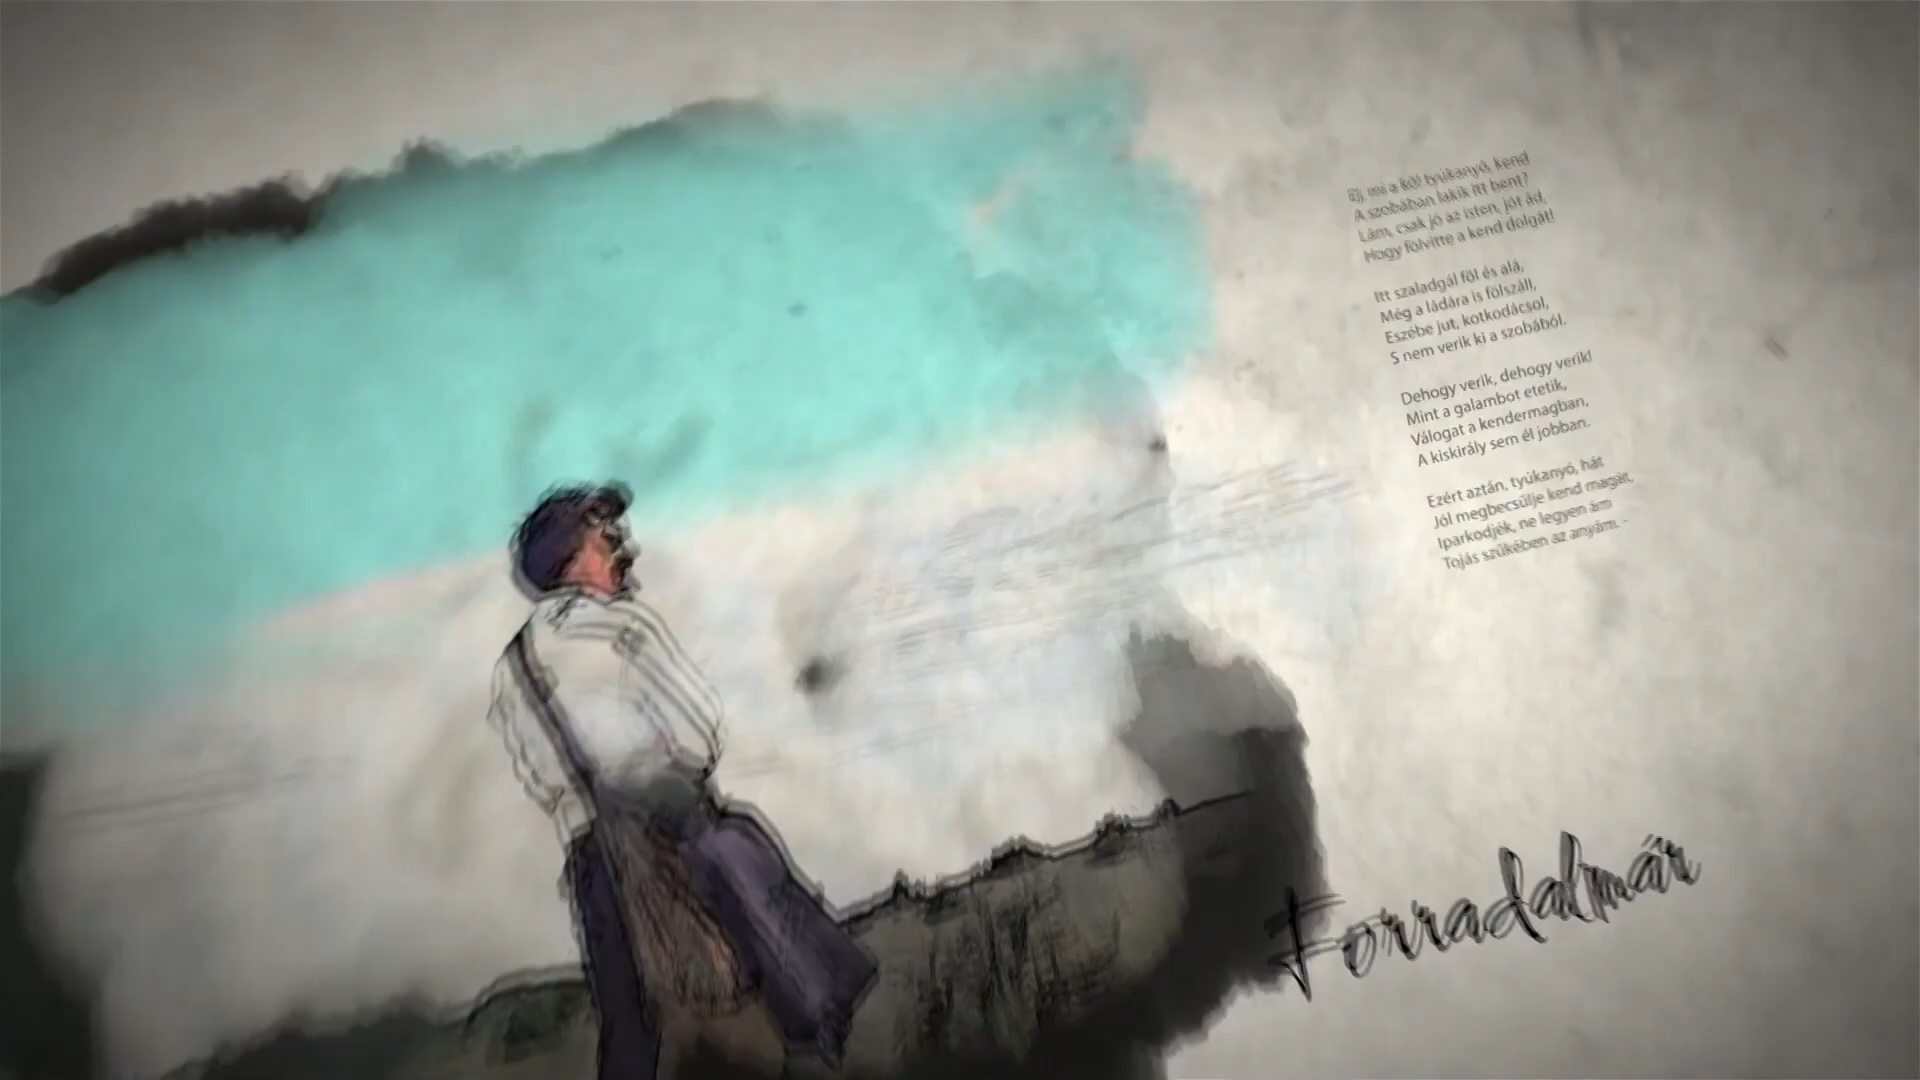 Ej, mi a kő! tyúkanyó, kend
A szobában lakik itt bent?
Lám, csak jó az isten, jót ád,
Hogy fölvitte a kend dolgát!
Itt szaladgál föl és alá,
Még a ládára is fölszáll,
Eszébe jut, kotkodácsol,
S nem verik ki a szobából.
Dehogy verik, dehogy verik!
Mint a galambot etetik,
Válogat a kendermagban,
A kiskirály sem él jobban.
Ezért aztán, tyúkanyó, hát
Jól megbecsülje kend magát,
Iparkodjék, ne legyen ám
Tojás szűkében az anyám. -
Forradalmár